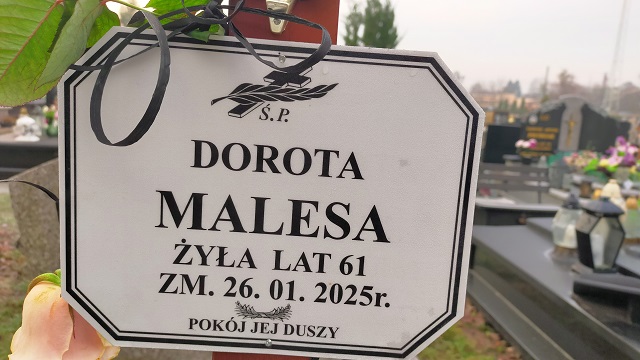 Ś.P.
DOROTA
MALESA
ŻYŁA LAT 61
ZM. 26. 01. 2025r.
POKÓJ JEJ DUSZY